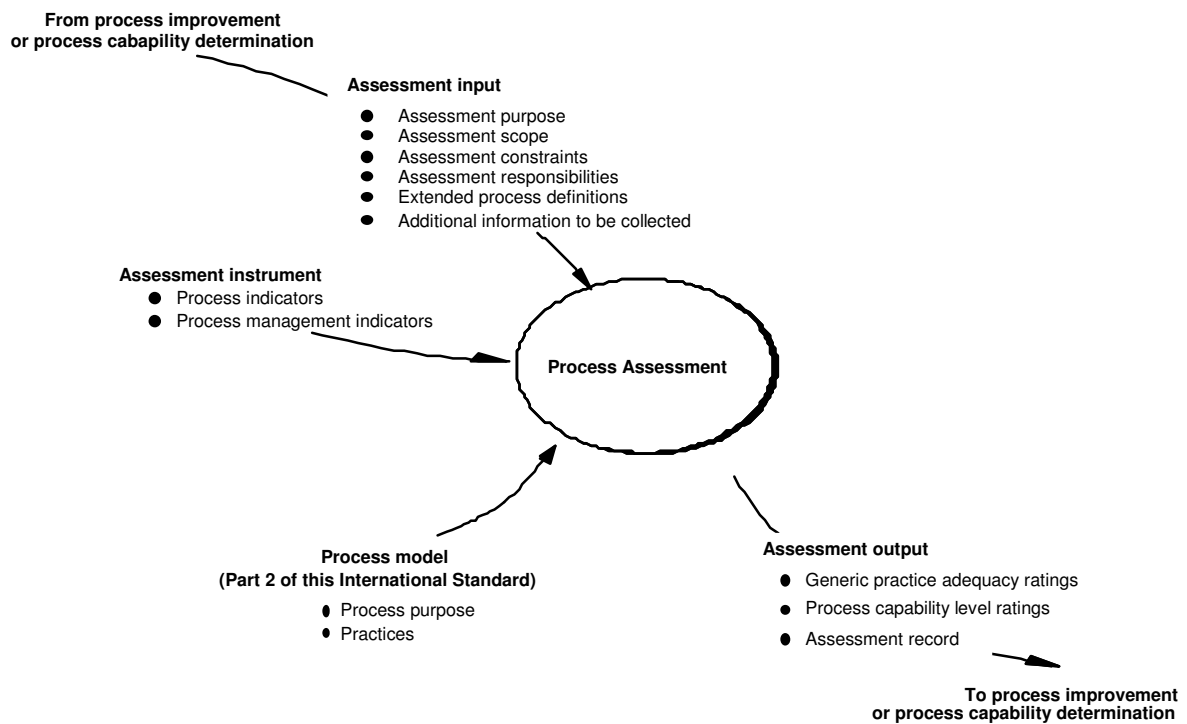 From process improvement
or process cabapility determination
Assessment input
● Assessment purpose
● Assessment scope
● Assessment constraints
● Assessment responsibilities
● Extended process definitions
● Additional information to be collected
Assessment instrument
● Process indicators
● Process management indicators
Process Assessment
Process model
(Part 2 of this International Standard)
● Process purpose
● Practices
Assessment output
● Generic practice adequacy ratings
● Process capability level ratings
● Assessment record
To process improvement
or process capability determination